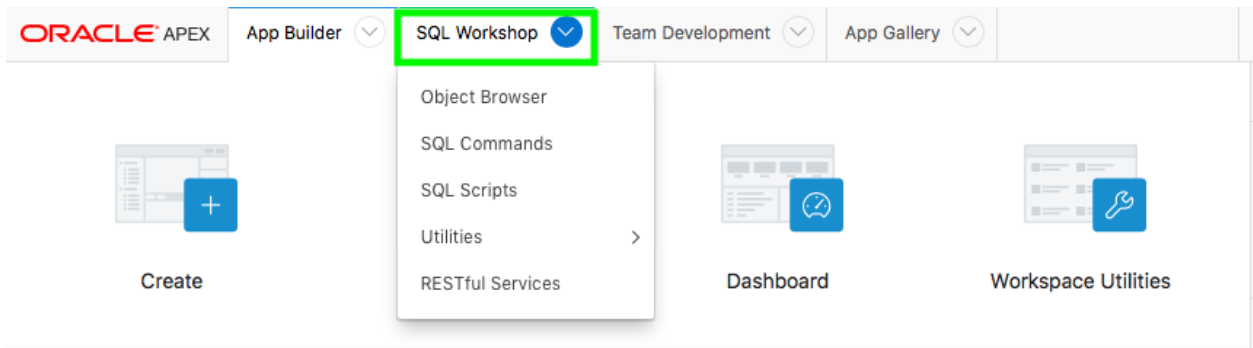 ORACLE APEX App Builder SQL Workshop Team Development App Gallery
Object Browser
SQL Commands
SQL Scripts
Utilities
RESTful Services
Create Dashboard Workspace Utilities